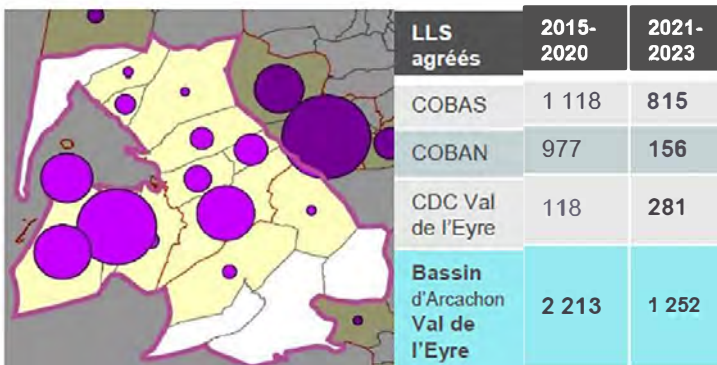 LLS agréés 2015-2020 2021-2023
COBAS 1 118 815
COBAN 977 156
CDC Val de l'Eyre 118 281
Bassin d'Arcachon Val de l'Eyre 2 213 1 252